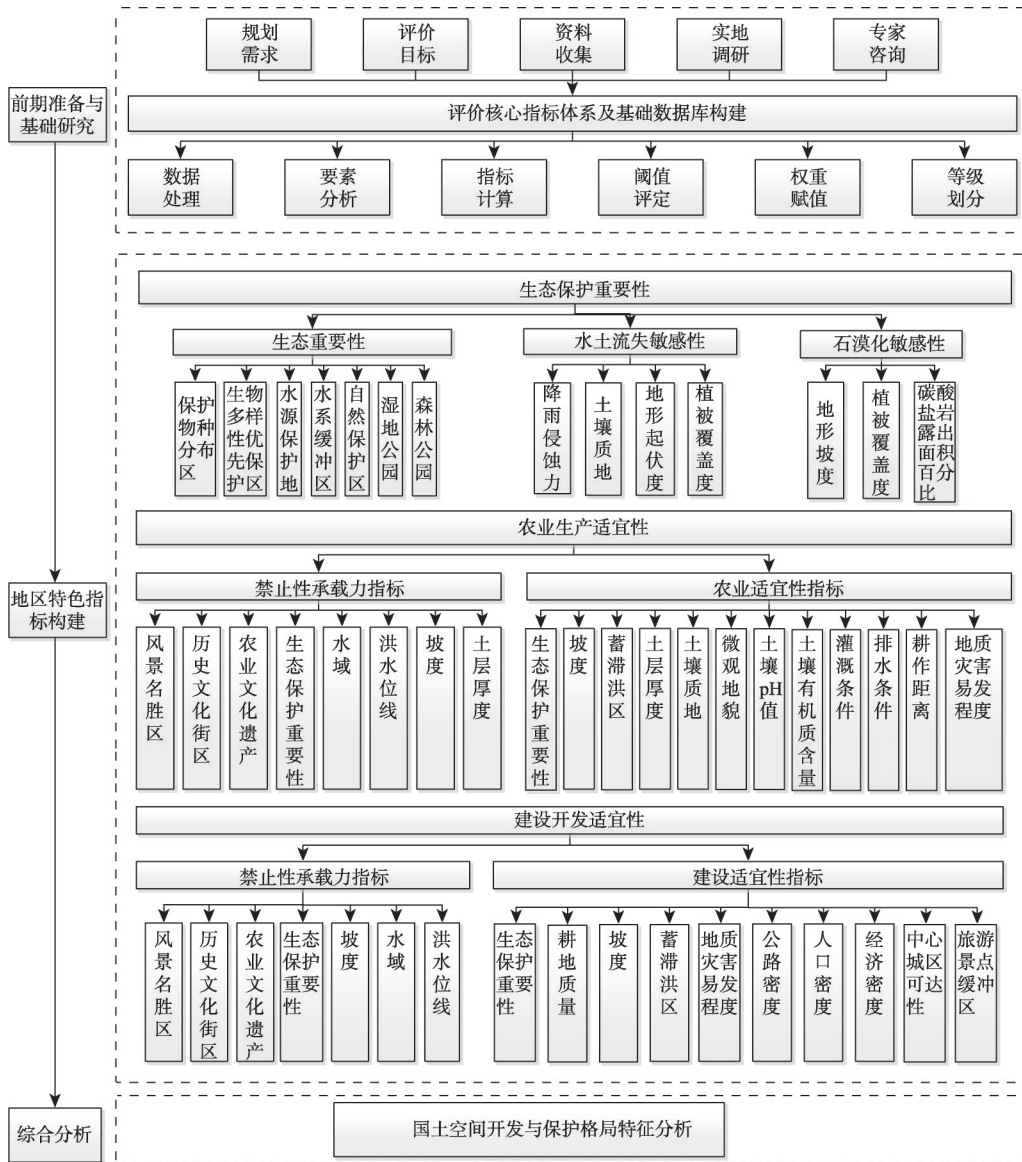 规划
需求
评价
目标
资料
收集
实地
调研
专家
咨询
前期准备与
基础研究
评价核心指标体系及基础数据库构建
数据
处理
要素
分析
指标
计算
阈值
评定
权重
赋值
等级
划分
生态保护重要性
生态重要性
水土流失敏感性
石漠化敏感性
保护物种分布区
生物多样性优先保护区
水源保护地
水系缓冲区
自然保护区
湿地公园
森林公园
降雨侵蚀力
土壤质地
地形起伏度
植被覆盖度
地形坡度
植被覆盖度
碳酸盐岩露出面积百分比
农业生产适宜性
地区特色指
标构建
禁止性承载力指标
农业适宜性指标
风景名胜区
历史文化街区
农业文化遗产
生态保护重要性
水域
洪水位线
坡度
土层厚度
生态保护重要性
坡度
蓄滞洪区
土层厚度
土壤质地
微观地貌
土壤pH值
土壤有机质含量
灌溉条件
排水条件
耕作距离
地质灾害易发程度
建设开发适宜性
禁止性承载力指标
建设适宜性指标
风景名胜区
历史文化街区
农业文化遗产
生态保护重要性
坡度
水域
洪水位线
生态保护重要性
耕地质量
坡度
蓄滞洪区
地质灾害易发程度
公路密度
人口密度
经济密度
中心城区可达性
旅游景点缓冲区
综合分析
国土空间开发与保护格局特征分析